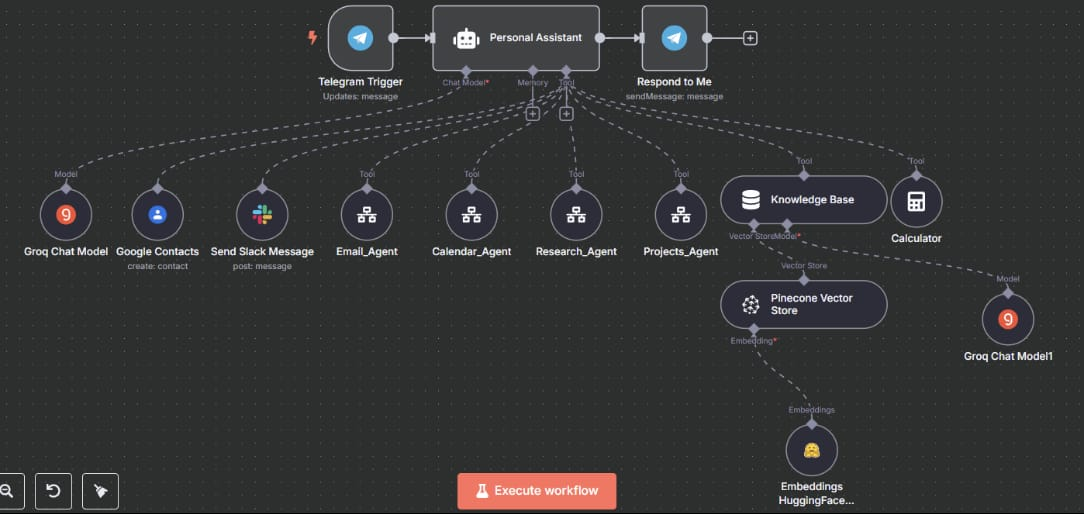 Personal Assistant
Telegram Trigger
Updates: message
Chat Model*
Memory
Tool
Respond to Me
sendMessage: message
Model
Tool
Tool
Tool
Tool
Tool
Tool
Groq Chat Model
Google Contacts
create: contact
Send Slack Message
post: message
Email_Agent
Calendar_Agent
Research_Agent
Projects_Agent
Knowledge Base
Calculator
Vector Store
Model*
Vector Store
Pinecone Vector
Store
Model
Groq Chat Model1
Embedding*
Embeddings
Embeddings
HuggingFace...
Execute workflow